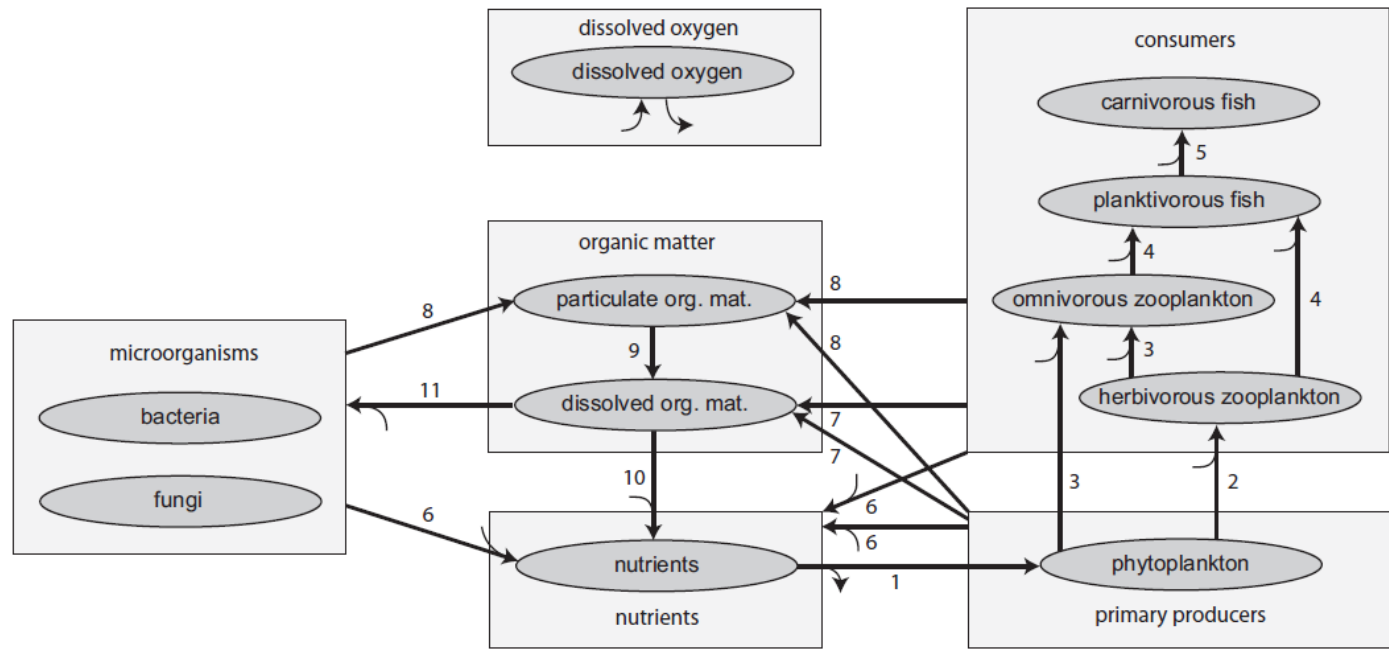 dissolved oxygen
dissolved oxygen
consumers
carnivorous fish
5
planktivorous fish
4
4
omnivorous zooplankton
3
herbivorous zooplankton
3
2
organic matter
particulate org. mat.
9
dissolved org. mat.
8
8
7
7
8
11
10
microorganisms
bacteria
fungi
6
6
6
nutrients
nutrients
1
phytoplankton
primary producers